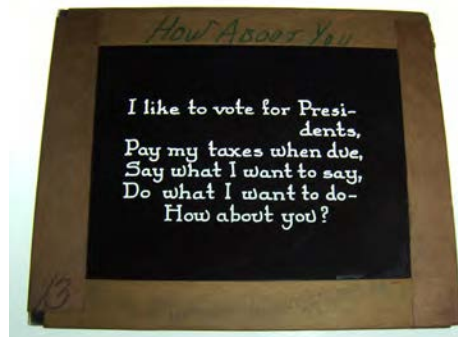 How About You
I like to vote for Presi-
dents,
Pay my taxes when due,
Say what I want to say,
Do what I want to do-
How about you?
13